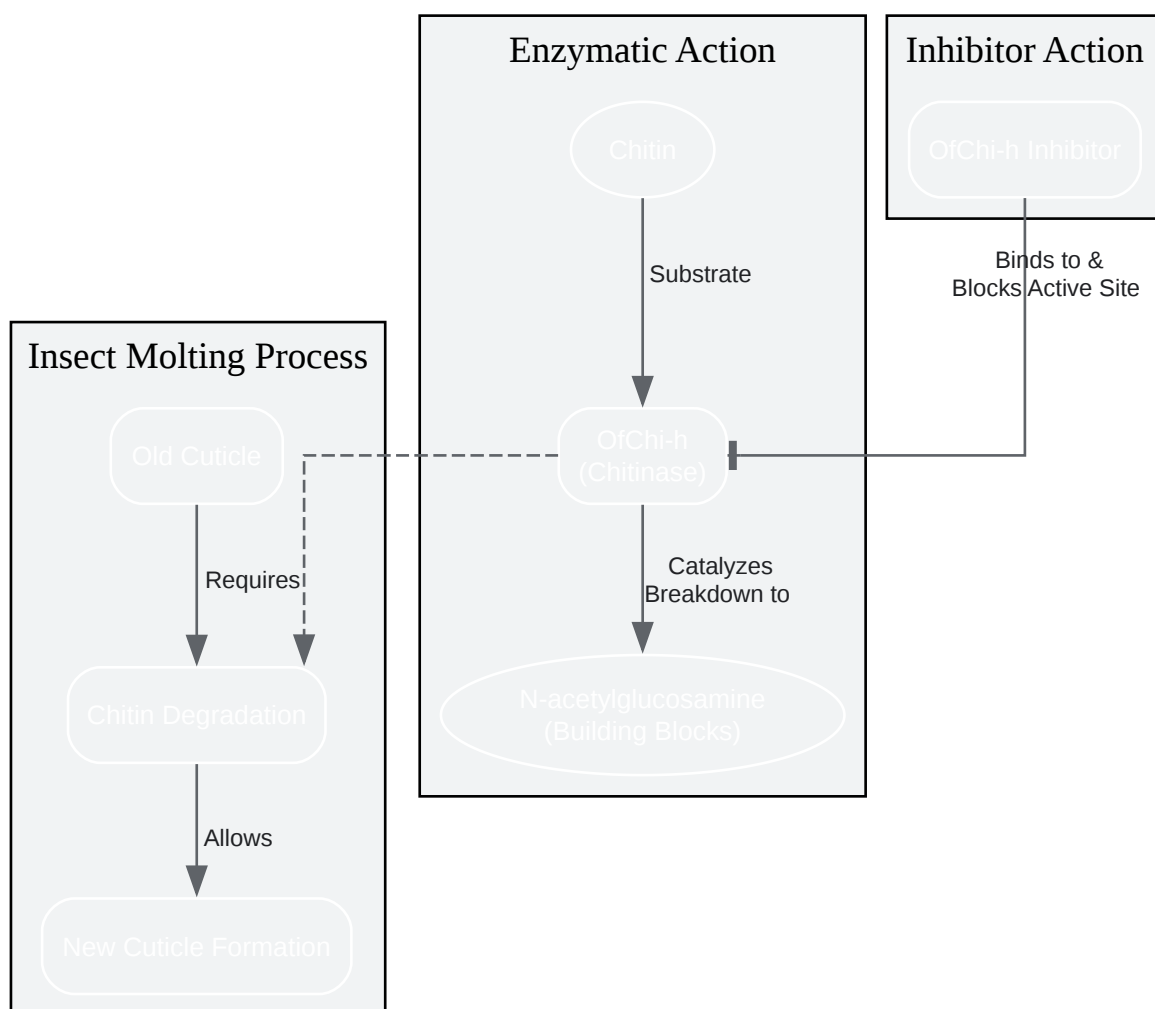 Enzymatic Action
Inhibitor Action
Chitin
OfChi-h Inhibitor
Substrate
Binds to &
Blocks Active Site
Insect Molting Process
Old Cuticle
OfChi-h
(Chitinase)
Requires
Catalyzes
Breakdown to
Chitin Degradation
N-acetylglucosamine
(Building Blocks)
Allows
New Cuticle Formation